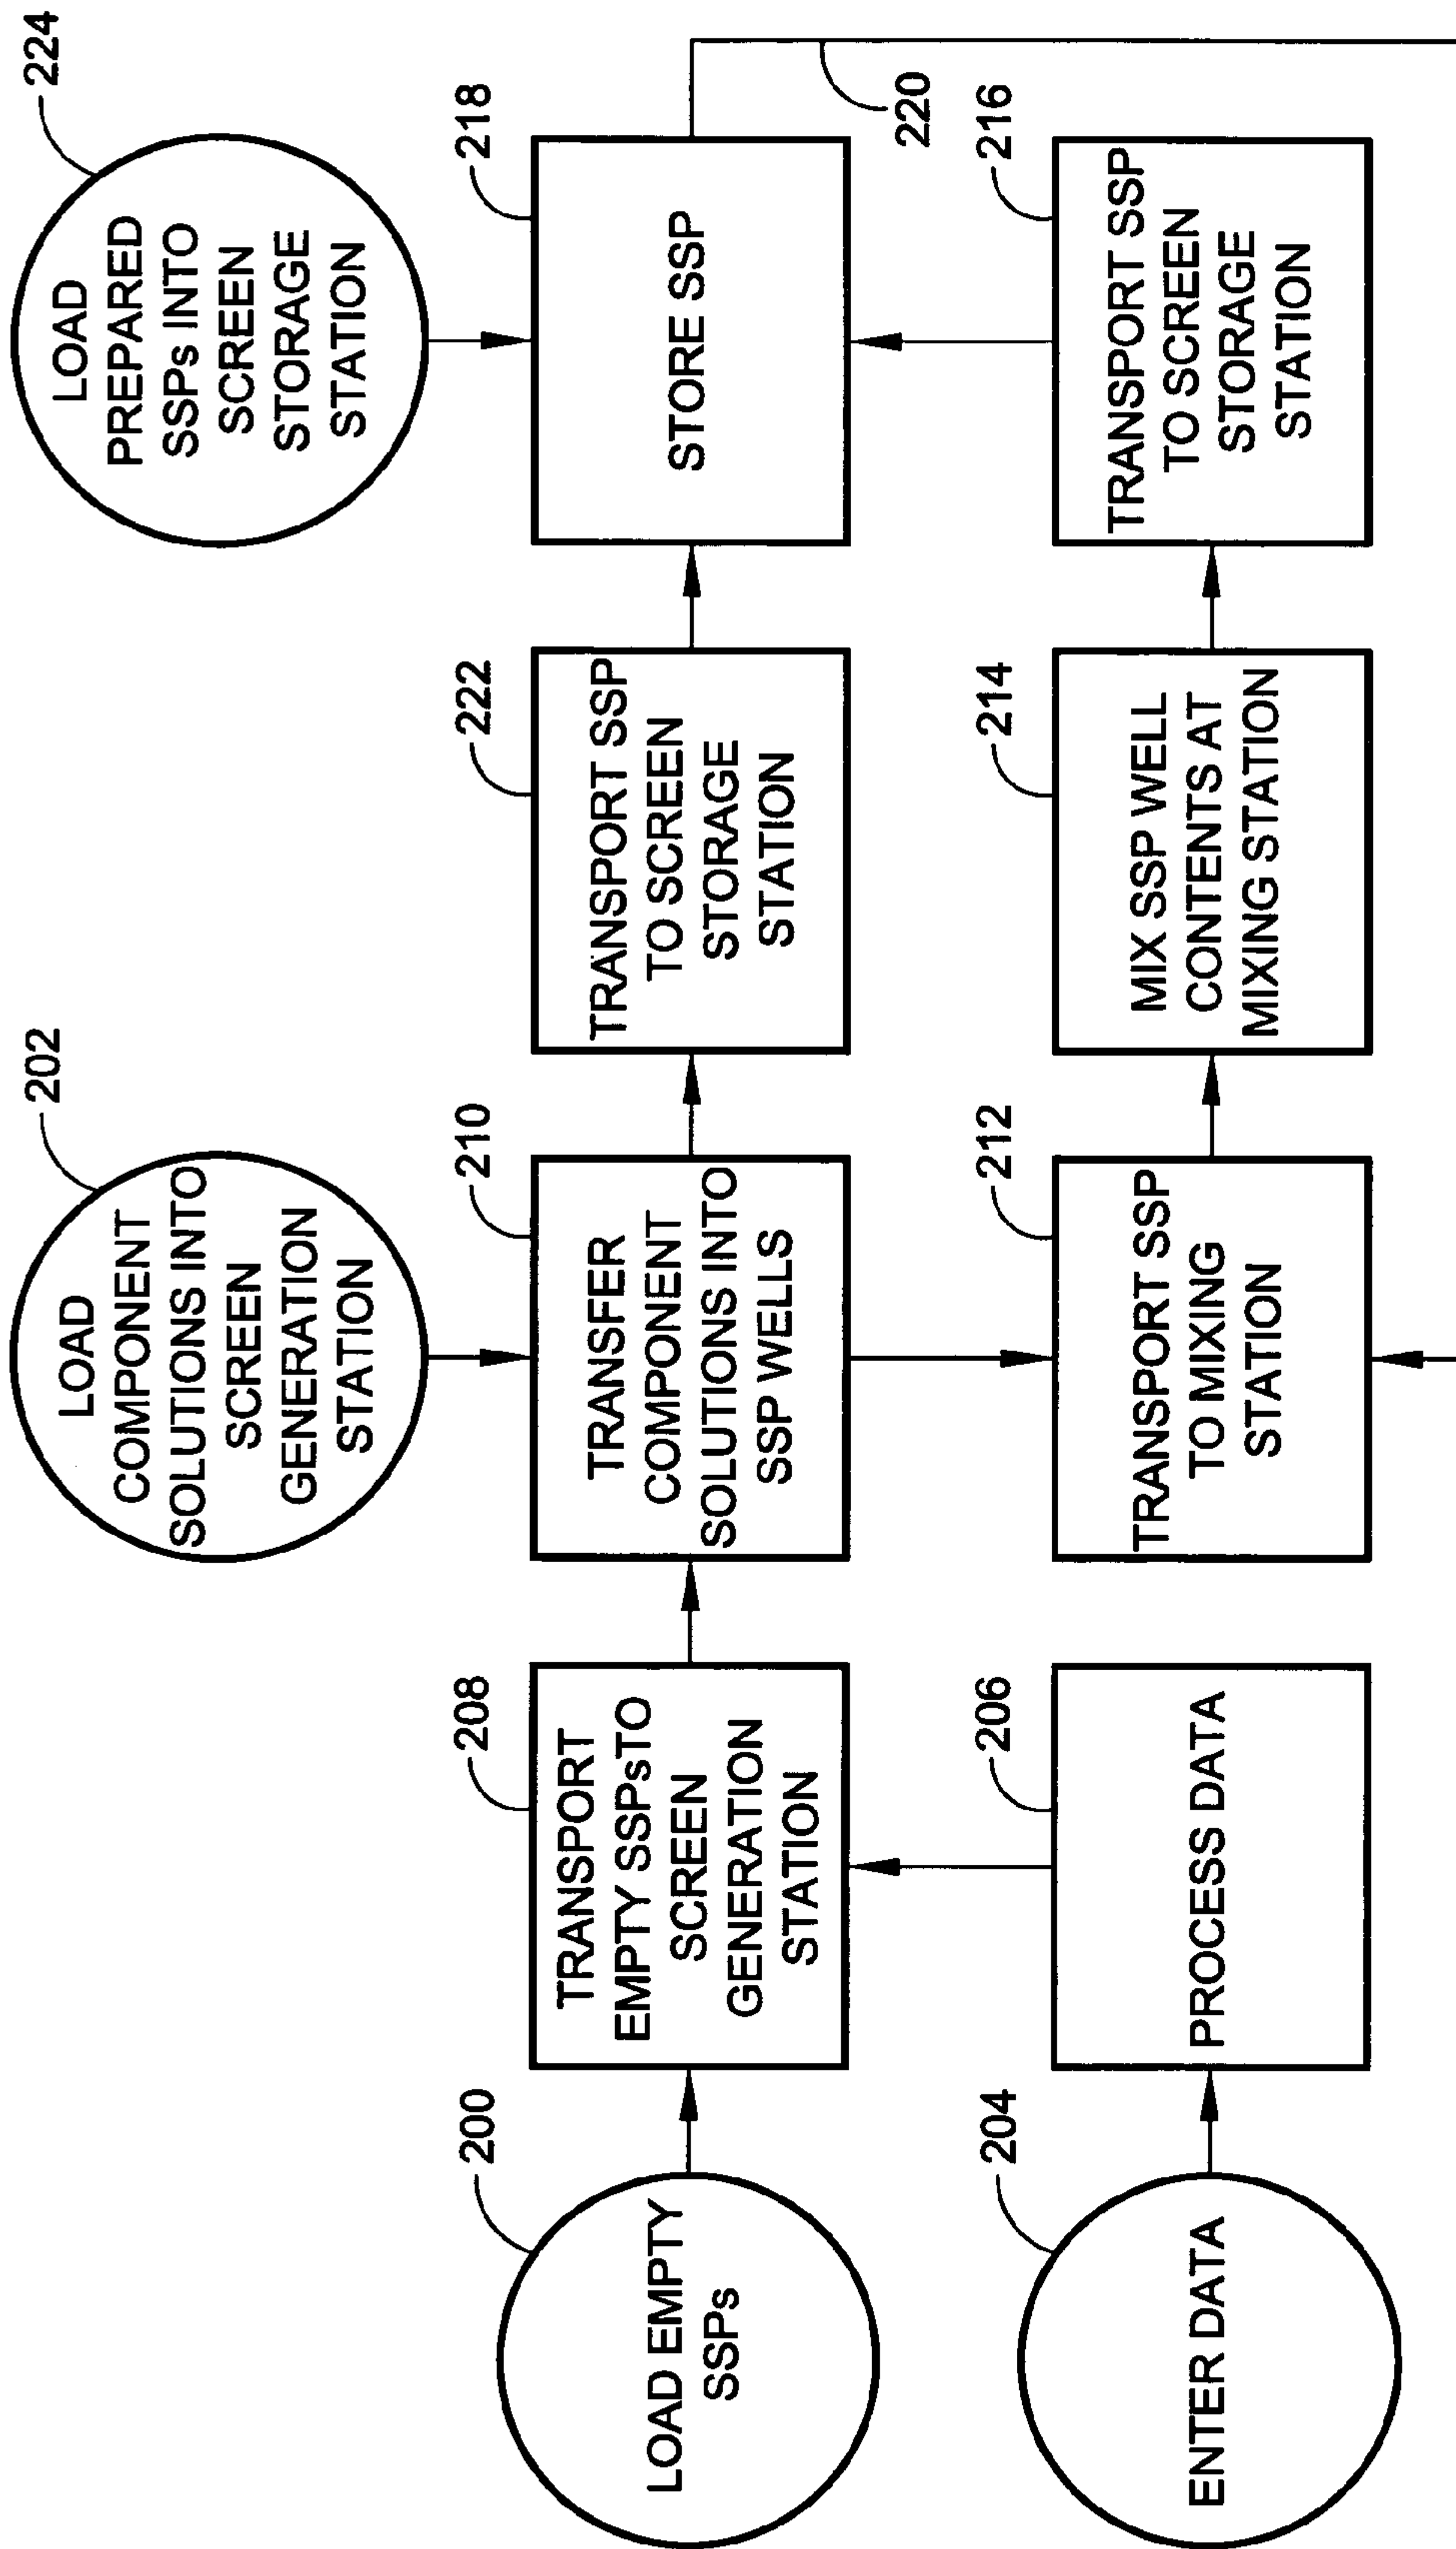 202
LOAD
COMPONENT
SOLUTIONS INTO
SCREEN
GENERATION
STATION
224
LOAD
PREPARED
SSPs INTO
SCREEN
STORAGE
STATION
200
LOAD EMPTY
SSPs
208
TRANSPORT
EMPTY SSPsTO
SCREEN
GENERATION
STATION
210
TRANSFER
COMPONENT
SOLUTIONS INTO
SSP WELLS
222
TRANSPORT SSP
TO SCREEN
STORAGE
STATION
218
STORE SSP
220
204
ENTER DATA
206
PROCESS DATA
212
TRANSPORT SSP
TO MIXING
STATION
214
MIX SSP WELL
CONTENTS AT
MIXING STATION
216
TRANSPORT SSP
TO SCREEN
STORAGE
STATION